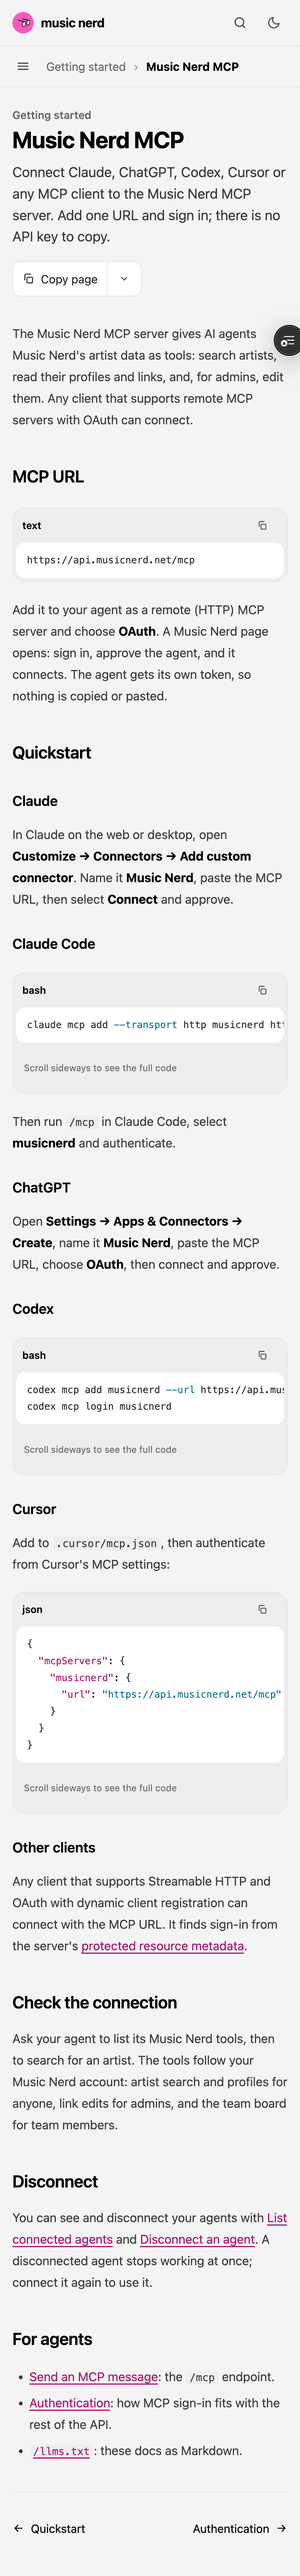 music nerd
Getting started › Music Nerd MCP
Getting started
Music Nerd MCP
Connect Claude, ChatGPT, Codex, Cursor or
any MCP client to the Music Nerd MCP
server. Add one URL and sign in; there is no
API key to copy.
Copy page
The Music Nerd MCP server gives AI agents
Music Nerd's artist data as tools: search artists,
read their profiles and links, and, for admins, edit
them. Any client that supports remote MCP
servers with OAuth can connect.
MCP URL
text
https://api.musicnerd.net/mcp
Add it to your agent as a remote (HTTP) MCP
server and choose OAuth. A Music Nerd page
opens: sign in, approve the agent, and it
connects. The agent gets its own token, so
nothing is copied or pasted.
Quickstart
Claude
In Claude on the web or desktop, open
Customize → Connectors → Add custom
connector. Name it Music Nerd, paste the MCP
URL, then select Connect and approve.
Claude Code
bash
claude mcp add --transport http musicnerd htt
Scroll sideways to see the full code
Then run /mcp in Claude Code, select
musicnerd and authenticate.
ChatGPT
Open Settings → Apps & Connectors →
Create, name it Music Nerd, paste the MCP
URL, choose OAuth, then connect and approve.
Codex
bash
codex mcp add musicnerd --url https://api.mus
codex mcp login musicnerd
Scroll sideways to see the full code
Cursor
Add to .cursor/mcp.json, then authenticate
from Cursor's MCP settings:
json
{
"mcpServers": {
"musicnerd": {
"url": "https://api.musicnerd.net/mcp"
}
}
}
Scroll sideways to see the full code
Other clients
Any client that supports Streamable HTTP and
OAuth with dynamic client registration can
connect with the MCP URL. It finds sign-in from
the server's protected resource metadata.
Check the connection
Ask your agent to list its Music Nerd tools, then
to search for an artist. The tools follow your
Music Nerd account: artist search and profiles for
anyone, link edits for admins, and the team board
for team members.
Disconnect
You can see and disconnect your agents with List
connected agents and Disconnect an agent. A
disconnected agent stops working at once;
connect it again to use it.
For agents
• Send an MCP message: the /mcp endpoint.
• Authentication: how MCP sign-in fits with the
rest of the API.
• /llms.txt: these docs as Markdown.
← Quickstart
Authentication →